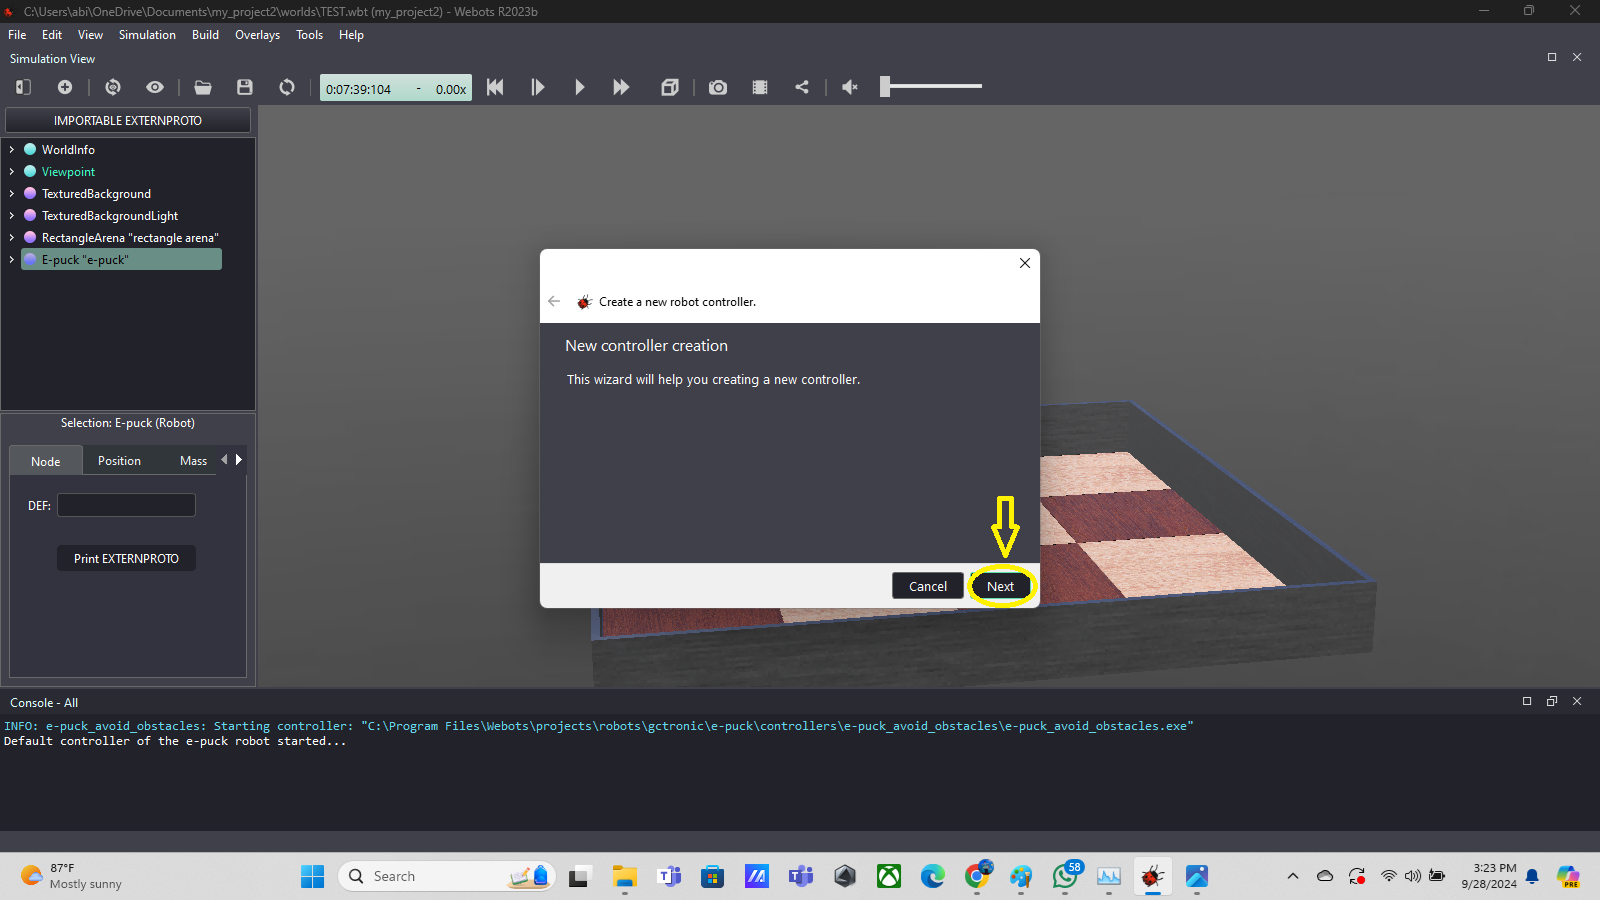 C:\Users\abi\OneDrive\Documents\my_project2\worlds\TEST.wbt (my_project2) - Webots R2023b
File Edit View Simulation Build Overlays Tools Help
Simulation View
0:07:39:104 - 0.00x
IMPORTABLE EXTERNPROTO
WorldInfo
Viewpoint
TexturedBackground
TexturedBackgroundLight
RectangleArena "rectangle arena"
E-puck "e-puck"
Selection: E-puck (Robot)
Node Position Mass
DEF:
Print EXTERNPROTO
Create a new robot controller.
New controller creation
This wizard will help you creating a new controller.
Cancel Next
Console - All
INFO: e-puck_avoid_obstacles: Starting controller: "C:\Program Files\Webots\projects\robots\gctronic\e-puck\controllers\e-puck_avoid_obstacles\e-puck_avoid_obstacles.exe"
Default controller of the e-puck robot started...
87°F
Mostly sunny
Search
58
3:23 PM
9/28/2024
PRE